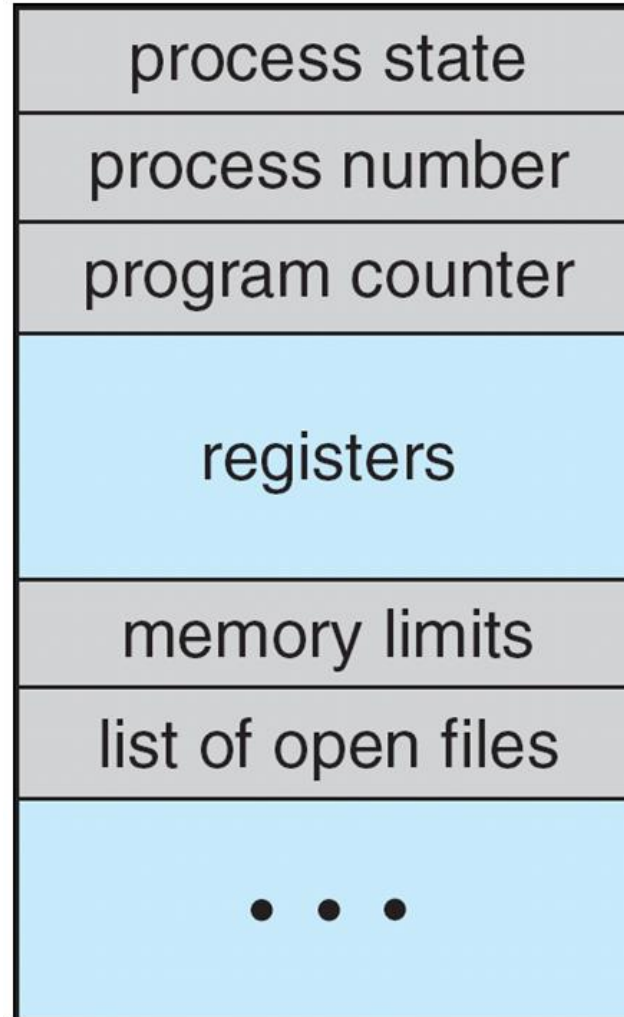 process state
process number
program counter
registers
memory limits
list of open files
• • •